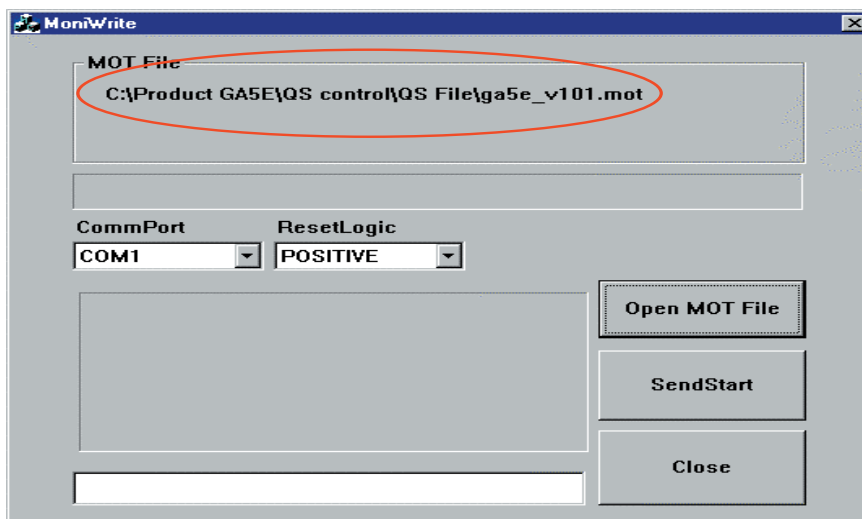 MoniWrite
MOT File
C:\Product GA5E\QS control\QS File\ga5e_v101.mot
CommPort ResetLogic
COM1 POSITIVE
Open MOT File
SendStart
Close